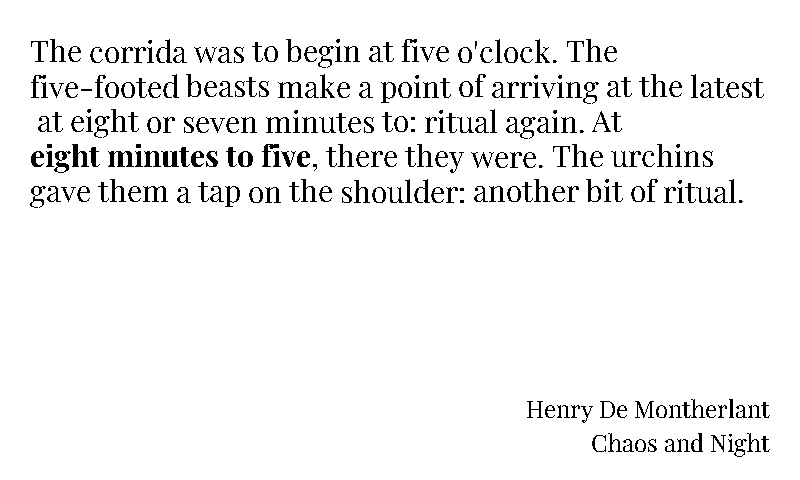 The corrida was to begin at five o'clock. The
five-footed beasts make a point of arriving at the latest
at eight or seven minutes to: ritual again. At
eight minutes to five, there they were. The urchins
gave them a tap on the shoulder: another bit of ritual.
Henry De Montherlant
Chaos and Night